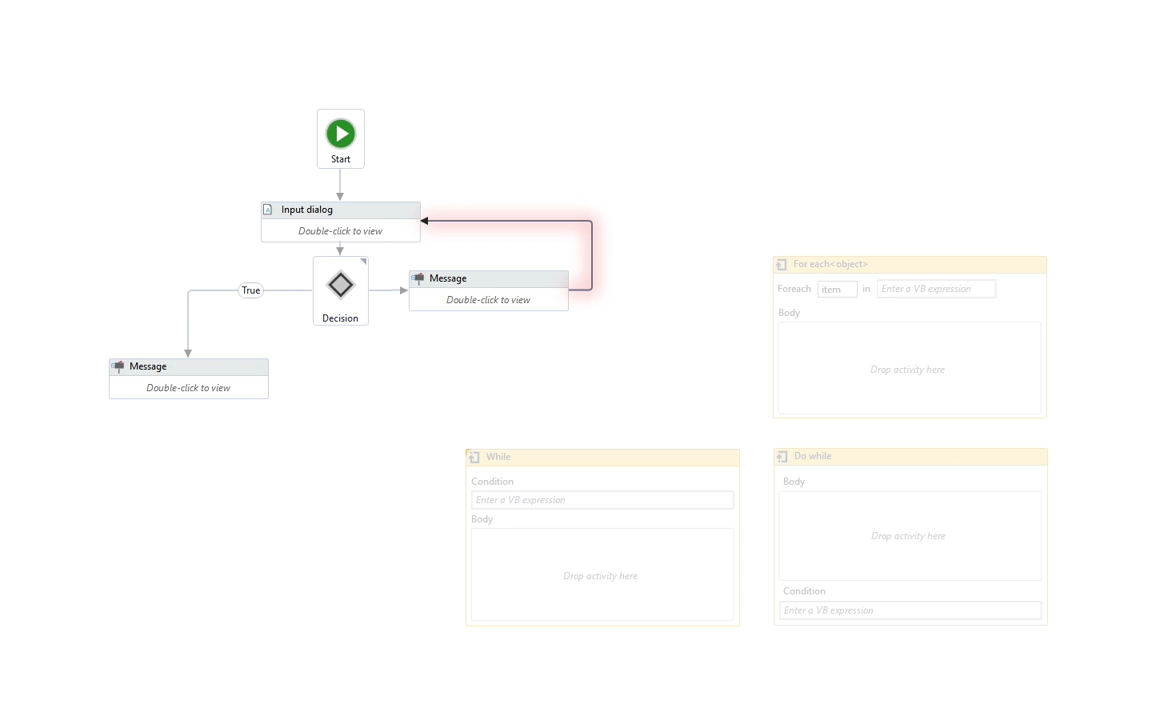 Start
Input dialog
Double-click to view
True
Decision
Message
Double-click to view
Message
Double-click to view
For each<object>
Foreach item in Enter a VB expression
Body
Drop activity here
While
Condition
Enter a VB expression
Body
Drop activity here
Do while
Body
Drop activity here
Condition
Enter a VB expression